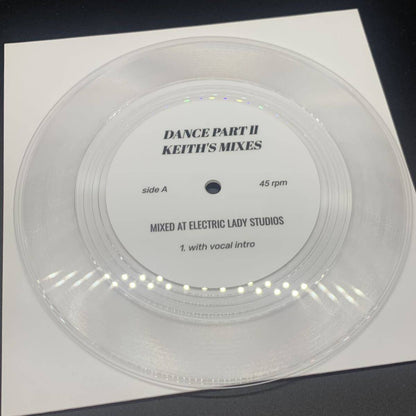 DANCE PART II
KEITH'S MIXES
side A 45 rpm
MIXED AT ELECTRIC LADY STUDIOS
1. with vocal intro